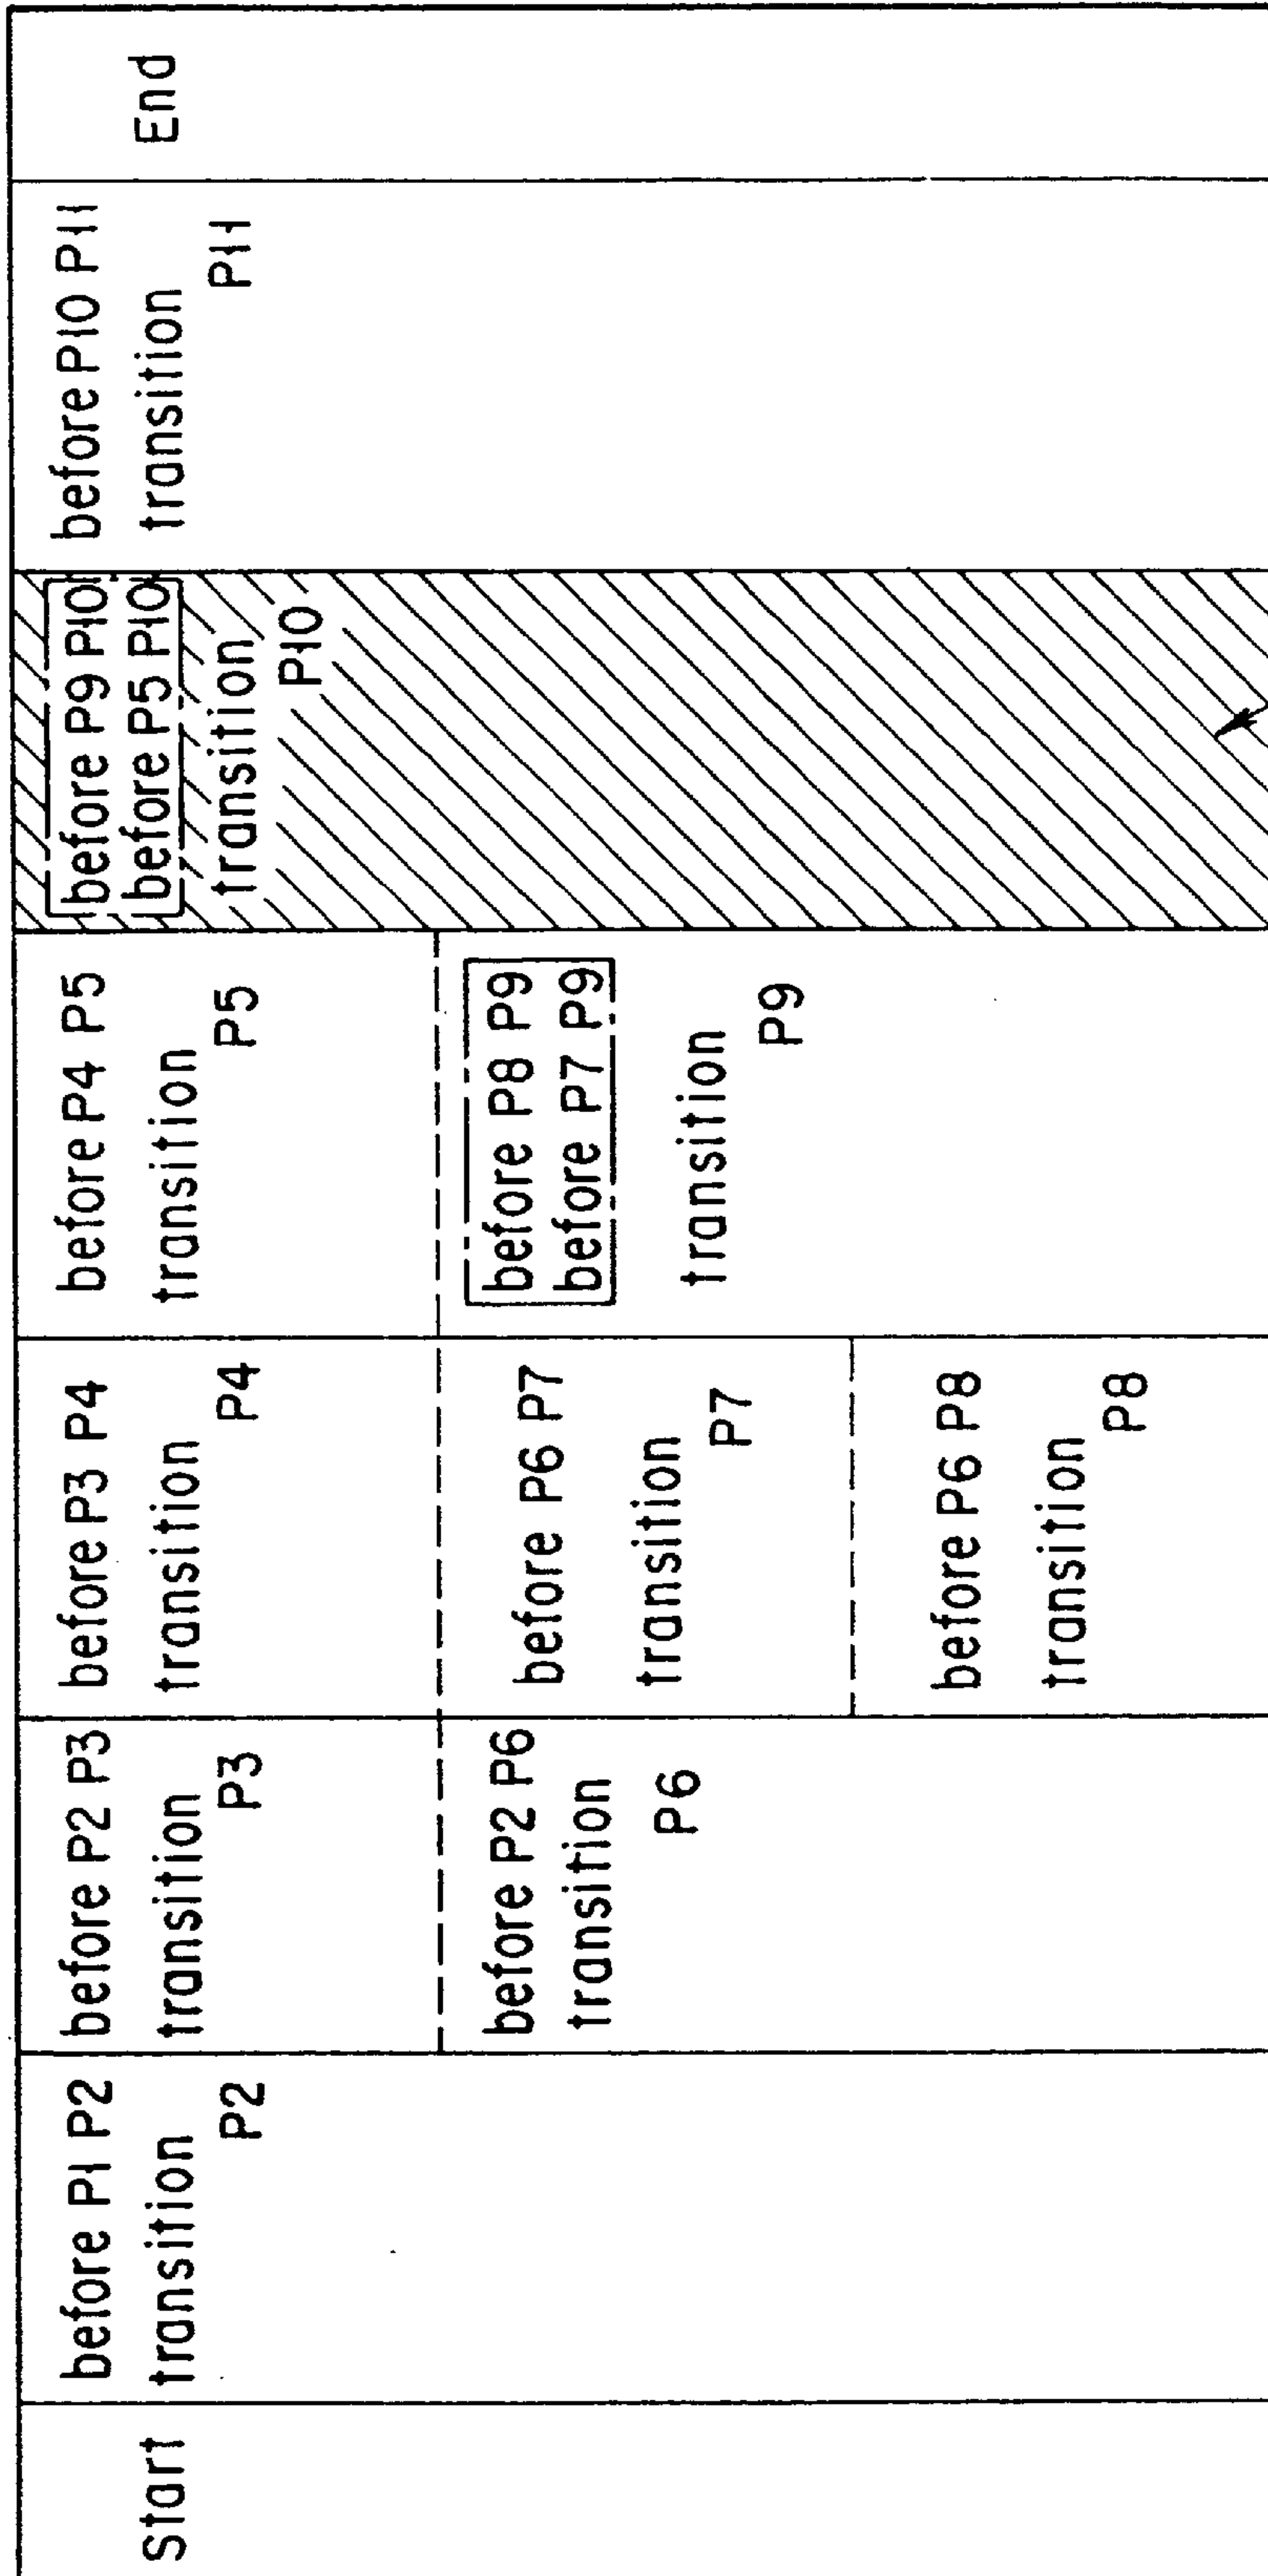 Start
before P1 P2
transition
P2
before P2 P3
transition
P3
before P2 P6
transition
P6
before P3 P4
transition
P4
before P6 P7
transition
P7
before P6 P8
transition
P8
before P4 P5
transition
P5
before P8 P9
before P7 P9
transition
P9
before P9 P10
before P5 P10
transition
P10
before P10 P11
transition
P11
End